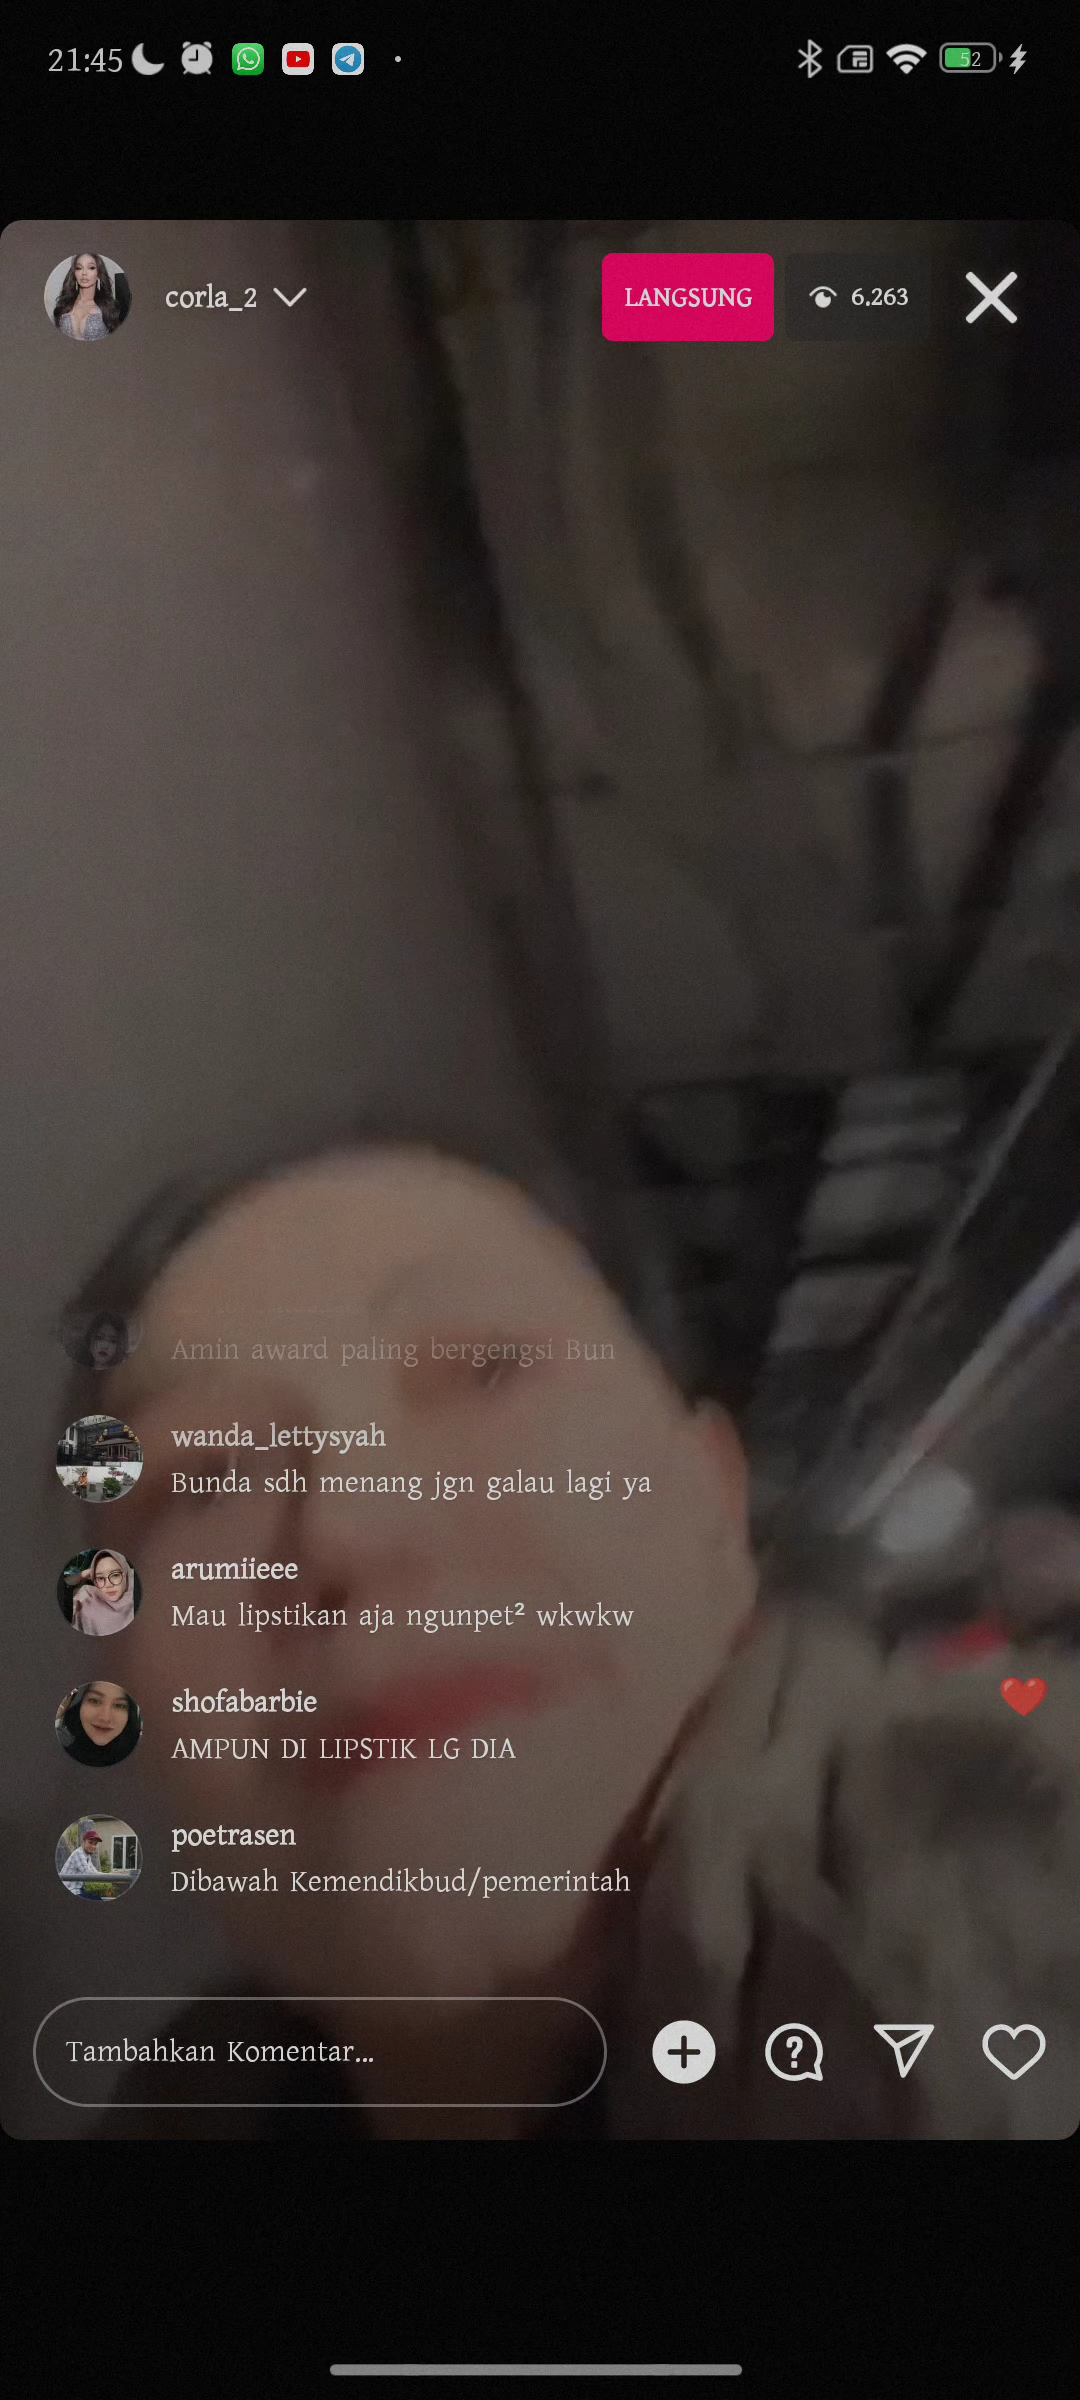 21:45
52
corla_2
LANGSUNG
6.263
Amin award paling bergengsi Bun
wanda_lettysyah
Bunda sdh menang jgn galau lagi ya
arumiieee
Mau lipstikan aja ngunpet² wkwkw
shofabarbie
AMPUN DI LIPSTIK LG DIA
poetrasen
Dibawah Kemendikbud/pemerintah
Tambahkan Komentar...